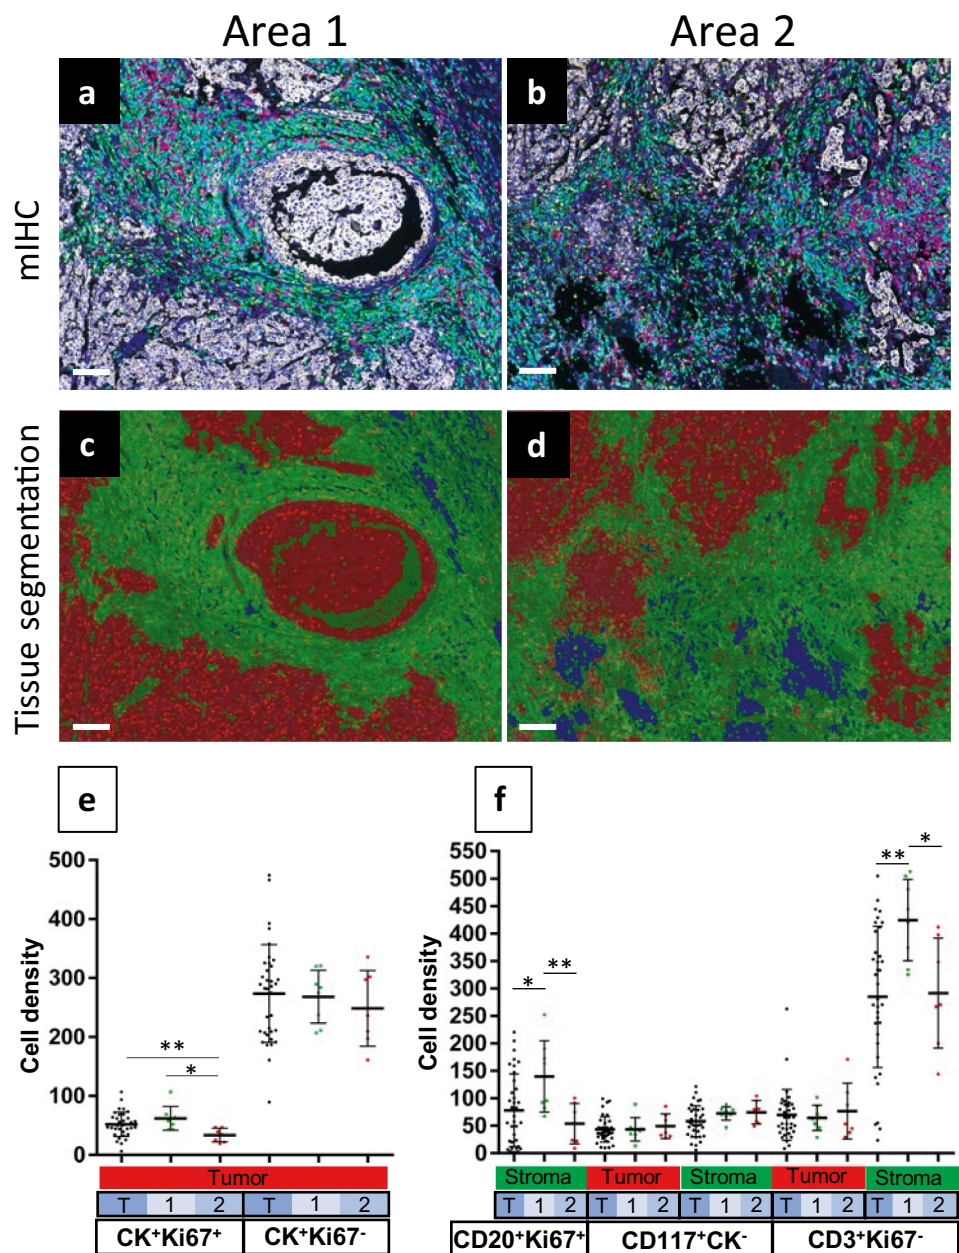 Area 1
Area 2
a
b
mIHC
c
d
Tissue segmentation
e
f
Cell density
500
400
300
200
100
0
**
*
Tumor
T 1 2 T 1 2
CK⁺Ki67⁺ CK⁺Ki67⁻
Cell density
550
500
450
400
350
300
250
200
150
100
50
0
* **
** *
Stroma Tumor Stroma Tumor Stroma
T 1 2 T 1 2 T 1 2 T 1 2 T 1 2
CD20⁺Ki67⁺ CD117⁺CK⁻ CD3⁺Ki67⁻